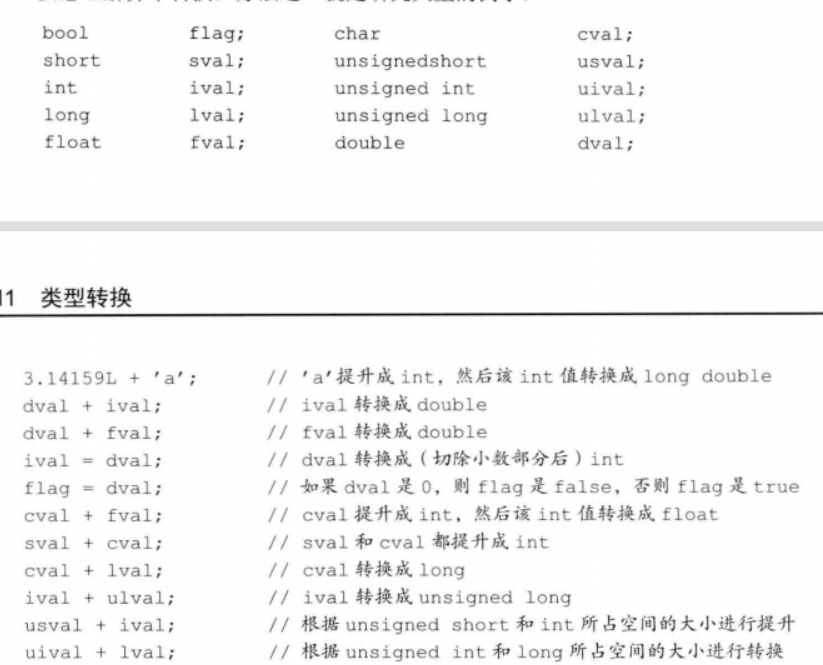 bool flag; char cval;
short sval; unsignedshort usval;
int ival; unsigned int uival;
long lval; unsigned long ulval;
float fval; double dval;
11 类型转换
3.14159L + 'a'; // 'a'提升成 int, 然后该 int 值转换成 long double
dval + ival; // ival 转换成 double
dval + fval; // fval 转换成 double
ival = dval; // dval 转换成（切除小数部分后）int
flag = dval; // 如果 dval 是 0, 则 flag 是 false, 否则 flag 是 true
cval + fval; // cval 提升成 int, 然后该 int 值转换成 float
sval + cval; // sval 和 cval 都提升成 int
cval + lval; // cval 转换成 long
ival + ulval; // ival 转换成 unsigned long
usval + ival; // 根据 unsigned short 和 int 所占空间的大小进行提升
uival + lval; // 根据 unsigned int 和 long 所占空间的大小进行转换